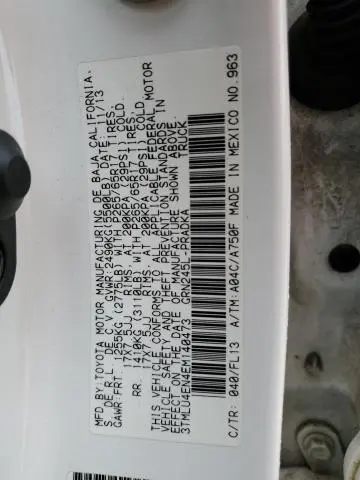 MFD BY:TOYOTA MOTOR MANUFACTURING DE BAJA CALIFORNIA.
S. DE R.L. DE C.V. GVWR:2490KG(5500LB) DATE: 11/13
GAWR:FRT. 1255KG (2775LB) WITH P265/65R17 TIRES.
17X7.5JJ RIMS, AT 200KPA (29PSI) COLD.
RR. 1410KG (3110LB) WITH P265/65R17 TIRES.
17X7.5JJ RIMS, AT 200KPA (29PSI) COLD.
THIS VEHICLE CONFORMS TO ALL APPLICABLE FEDERAL MOTOR
VEHICLE SAFETY AND THEFT PREVENTION STANDARDS IN
EFFECT ON THE DATE OF MANUFACTURE SHOWN ABOVE.
3TMLU4EN4EM140473 GRN245L-PRADKA TRUCK
C/TR: 040/FL13 A/TM:A04C/A750F MADE IN MEXICO NO.963